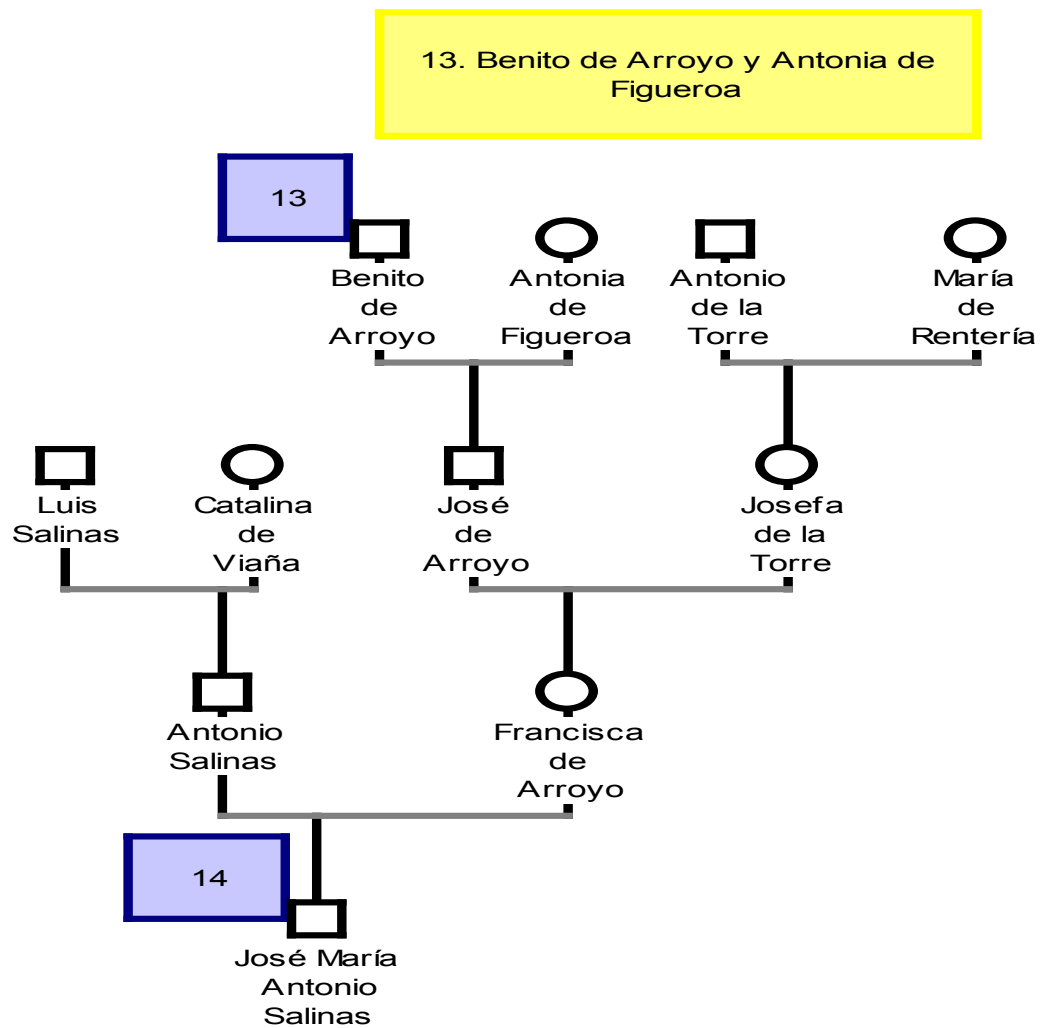 13. Benito de Arroyo y Antonia de
Figueroa
13
Benito
de
Arroyo
Antonia
de
Figueroa
Antonio
de la
Torre
María
de
Rentería
Luis
Salinas
Catalina
de
Viaña
José
de
Arroyo
Josefa
de la
Torre
Antonio
Salinas
Francisca
de
Arroyo
14
José María
Antonio
Salinas